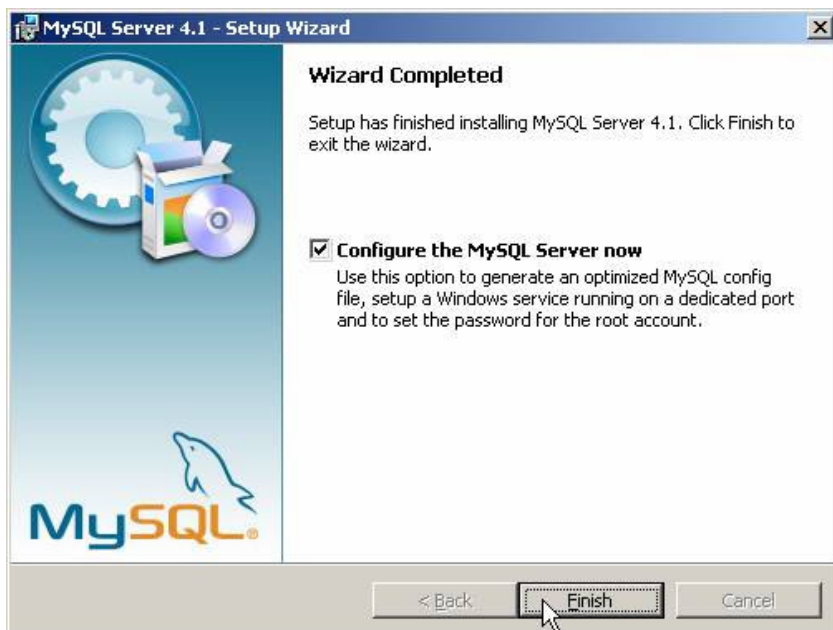 MySQL Server 4.1 - Setup Wizard
Wizard Completed
Setup has finished installing MySQL Server 4.1. Click Finish to
exit the wizard.
Configure the MySQL Server now
Use this option to generate an optimized MySQL config
file, setup a Windows service running on a dedicated port
and to set the password for the root account.
MySQL®
< Back
Finish
Cancel